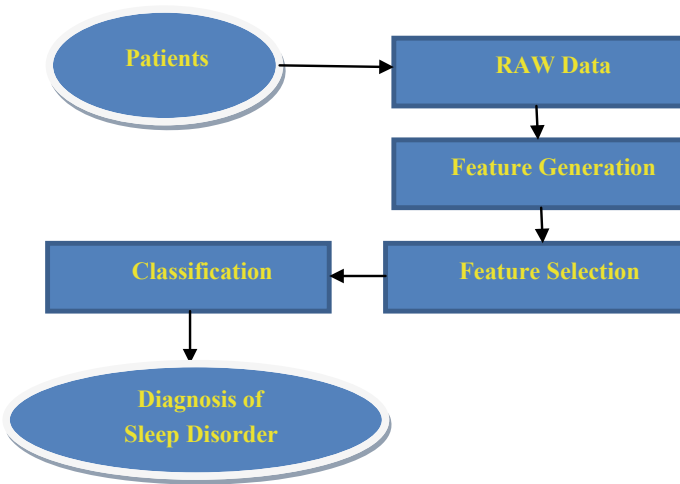 Patients
RAW Data
Feature Generation
Feature Selection
Classification
Diagnosis of
Sleep Disorder